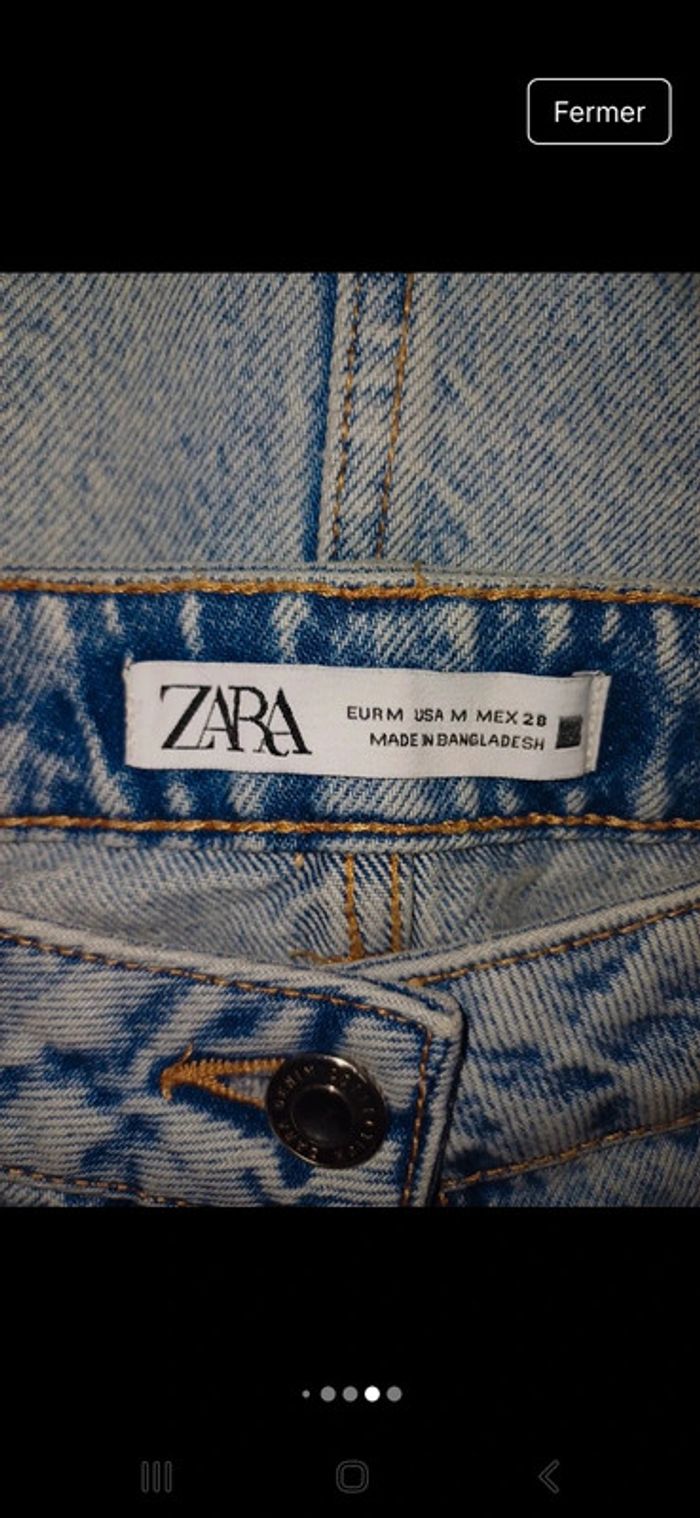 Fermer
ZARA
EUR M USA M MEX 28
MADE IN BANGLADESH